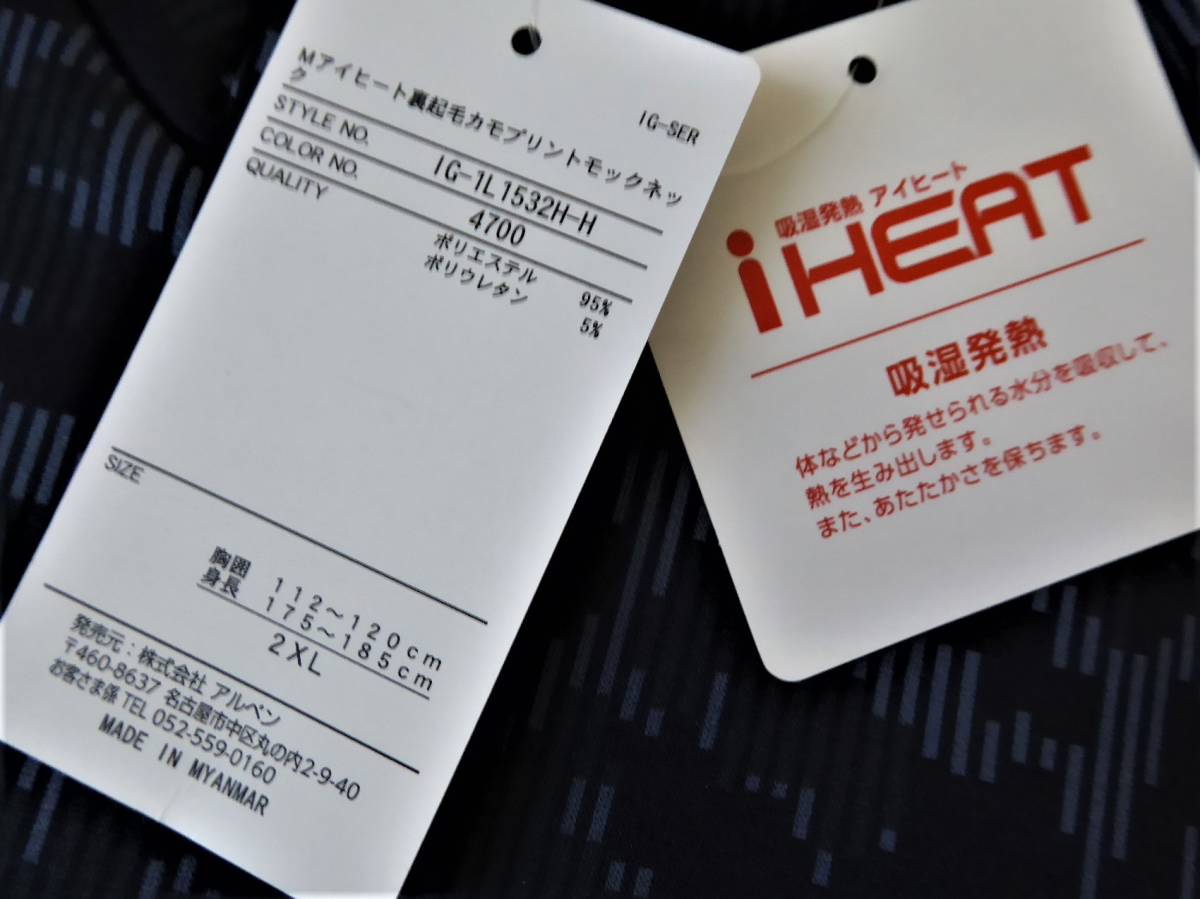 IG-SER
Mアイヒート裏起毛カモプリントモックネッ
ク
STYLE NO. IG-1L1532H-H
COLOR NO. 4700
QUALITY
ポリエステル 95%
ポリウレタン 5%
SIZE
胸囲 112～120cm
身長 175～185cm
2XL
発売元：株式会社 アルペン
〒460-8637 名古屋市中区丸の内2-9-40
お客さま係 TEL 052-559-0160
MADE IN MYANMAR
吸湿発熱 アイヒート
iHEAT
吸湿発熱
体などから発せられる水分を吸収して、
熱を生み出します。
また、あたたかさを保ちます。